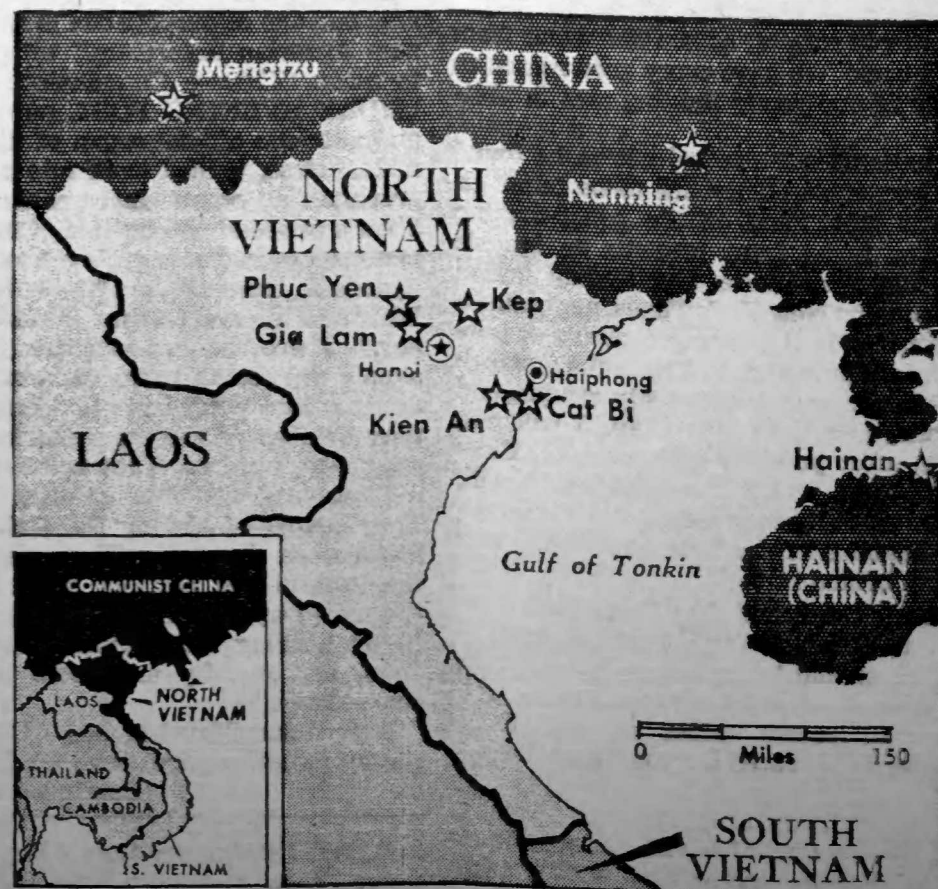 Mengtzu
CHINA
Nanning
NORTH
VIETNAM
Phuc Yen
Kep
Gia Lam
Hanoi
Haiphong
Kien An
Cat Bi
LAOS
Hainan
Gulf of Tonkin
HAINAN
(CHINA)
COMMUNIST CHINA
LAOS
NORTH
VIETNAM
THAILAND
CAMBODIA
S. VIETNAM
0
Miles
150
SOUTH
VIETNAM